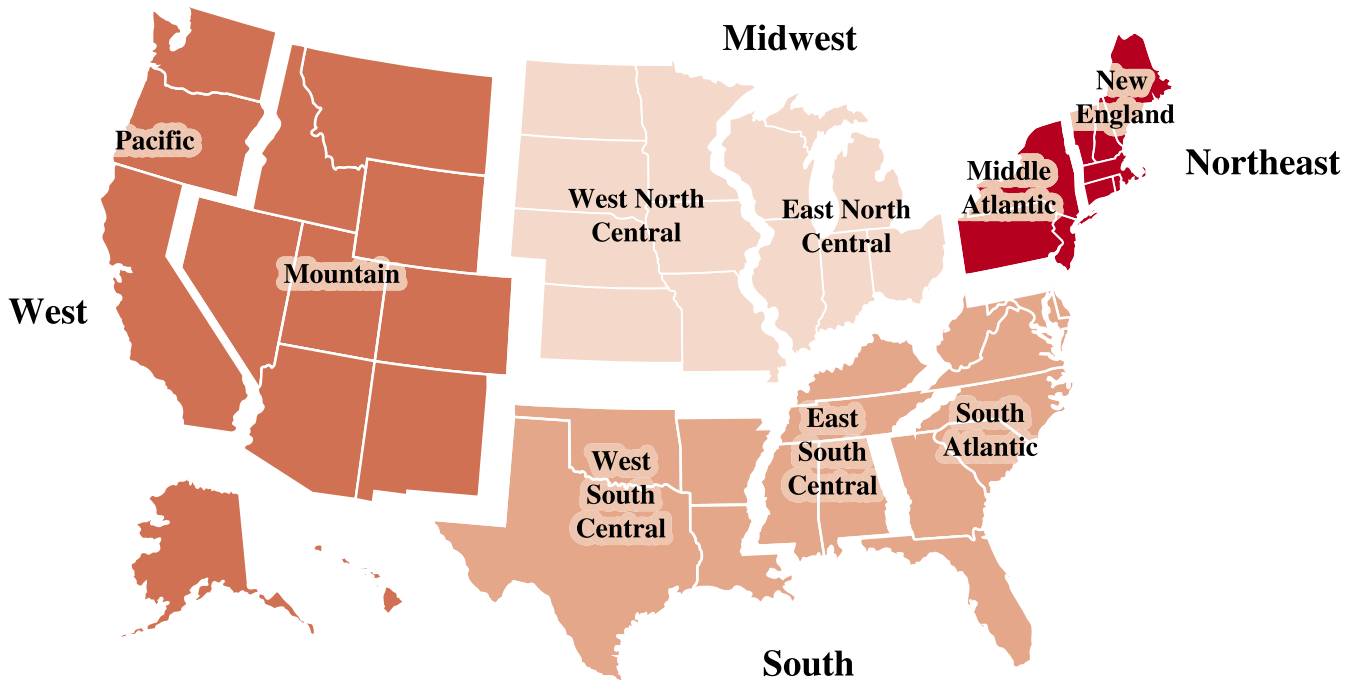 Midwest
New
England
Pacific
Northeast
Middle
Atlantic
West North
Central
East North
Central
Mountain
West
East
South
Central
South
Atlantic
West
South
Central
South